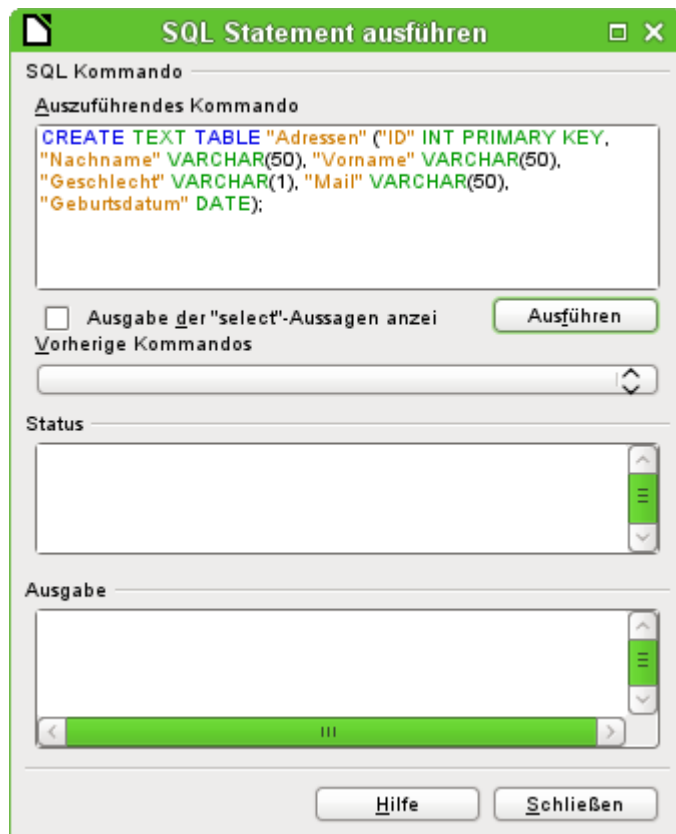 SQL Statement ausführen
SQL Kommando
Auszuführendes Kommando
CREATE TEXT TABLE "Adressen" ("ID" INT PRIMARY KEY,
"Nachname" VARCHAR(50), "Vorname" VARCHAR(50),
"Geschlecht" VARCHAR(1), "Mail" VARCHAR(50),
"Geburtsdatum" DATE);
Ausgabe der "select"-Aussagen anzei
Ausführen
Vorherige Kommandos
Status
Ausgabe
Hilfe
Schließen